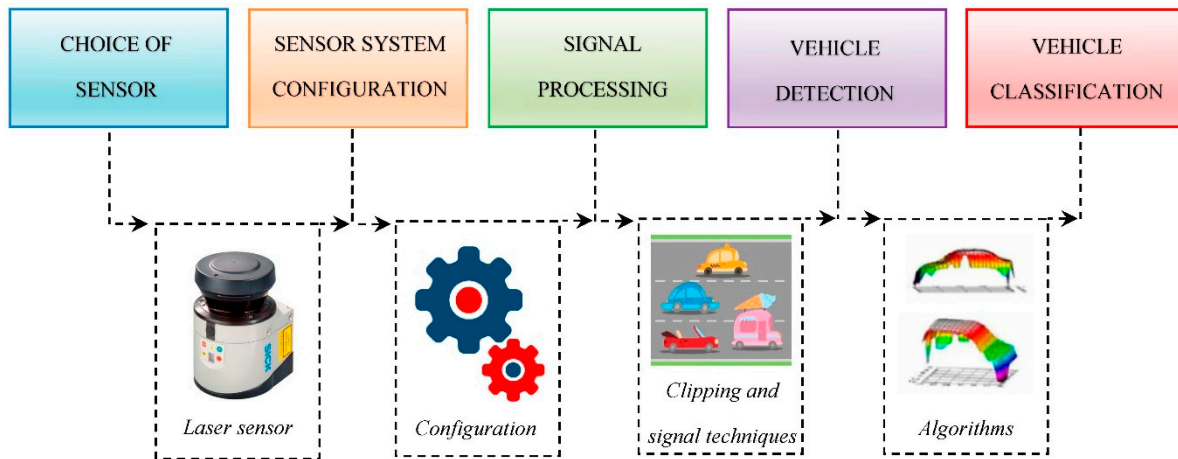 CHOICE OF
SENSOR
SENSOR SYSTEM
CONFIGURATION
SIGNAL
PROCESSING
VEHICLE
DETECTION
VEHICLE
CLASSIFICATION
SICK
Laser sensor
Configuration
Clipping and
signal techniques
Algorithms